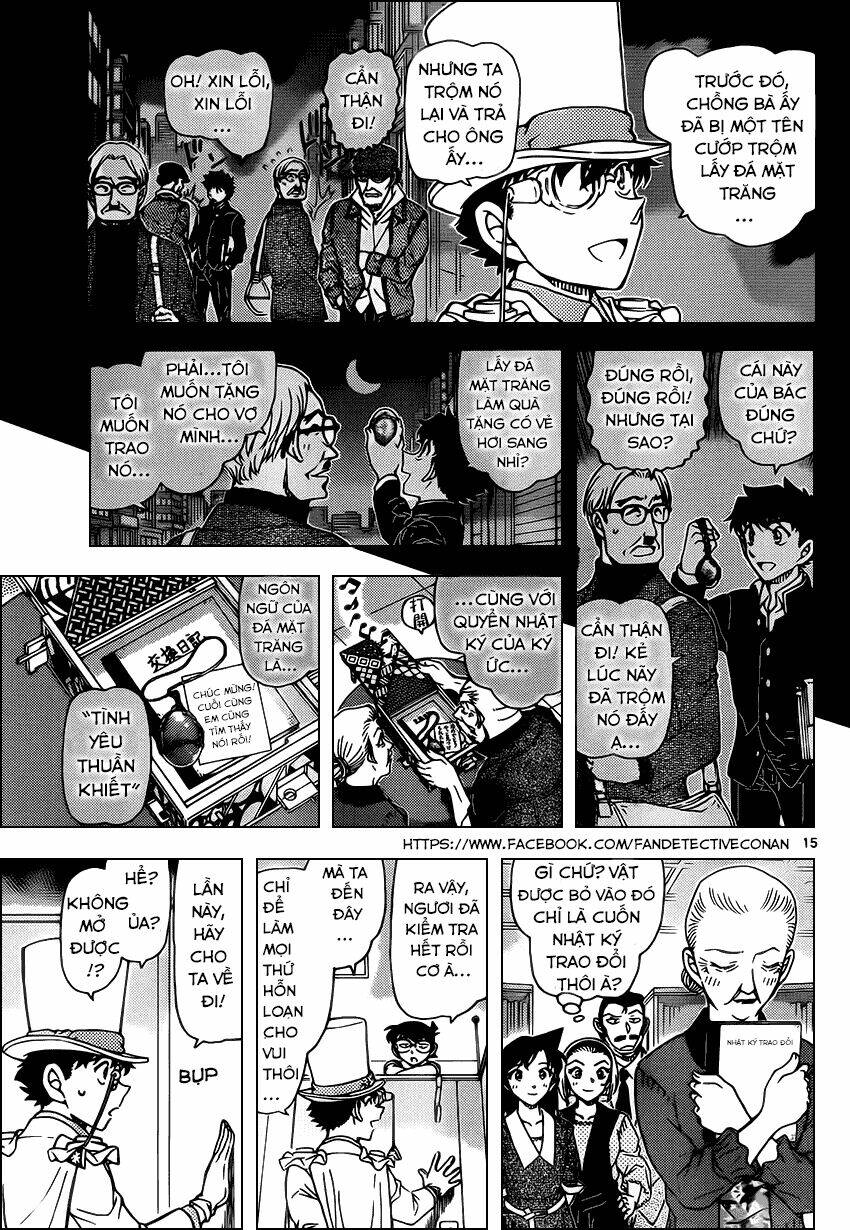 TRƯỚC ĐÓ,
CHỒNG BÀ ẤY
ĐÃ BỊ MỘT TÊN
CƯỚP TRỘM
LẤY ĐÁ MẶT
TRĂNG
...
NHƯNG TA
TRỘM NÓ
LẠI VÀ TRẢ
CHO ÔNG
ẤY...
CẨN
THẬN
ĐI!
OH! XIN LỖI,
XIN LỖI
...
CÁI NÀY
CỦA BÁC
ĐÚNG
CHỨ?
ĐÚNG RỒI,
ĐÚNG RỒI!
NHƯNG TẠI
SAO?
CẨN THẬN
ĐI! KẺ
LÚC NÃY
ĐÃ TRỘM
NÓ ĐẤY
Ạ...
LẤY ĐÁ
MẶT TRĂNG
LÀM QUÀ
TẶNG CÓ VẺ
HƠI SANG
NHỈ?
PHẢI...TÔI
MUỐN TẶNG
NÓ CHO VỢ
MÌNH...
TÔI
MUỐN
TRAO
NÓ...
...CÙNG VỚI
QUYỂN NHẬT
KÝ CỦA KÝ
ỨC...
打開
NGÔN
NGỮ CỦA
ĐÁ MẶT
TRĂNG
LÀ...
交換日記
CHÚC MỪNG!
CUỐI CÙNG
EM CŨNG
TÌM THẤY
NÓI RỒI!
“TÌNH
YÊU
THUẦN
KHIẾT”
HTTPS://WWW.FACEBOOK.COM/FANDETECTIVECONAN 15
GÌ CHỨ? VẬT
ĐƯỢC BỎ VÀO ĐÓ
CHỈ LÀ CUỐN
NHẬT KÝ
TRAO ĐỔI
THÔI À?
NHẬT KÝ TRAO ĐỔI
RA VẬY,
NGƯƠI ĐÃ
KIỂM TRA
HẾT RỒI
CƠ À...
MÀ TA
ĐẾN
ĐÂY
...
CHỈ
ĐỂ
LÀM
MỌI
THỨ
HỖN
LOẠN
CHO
VUI
THÔI
...
LẦN
NÀY,
HÃY
CHO
TA VỀ
ĐI!
BỤP
HỂ?
ỦA?
KHÔNG
MỞ
ĐƯỢC
!?